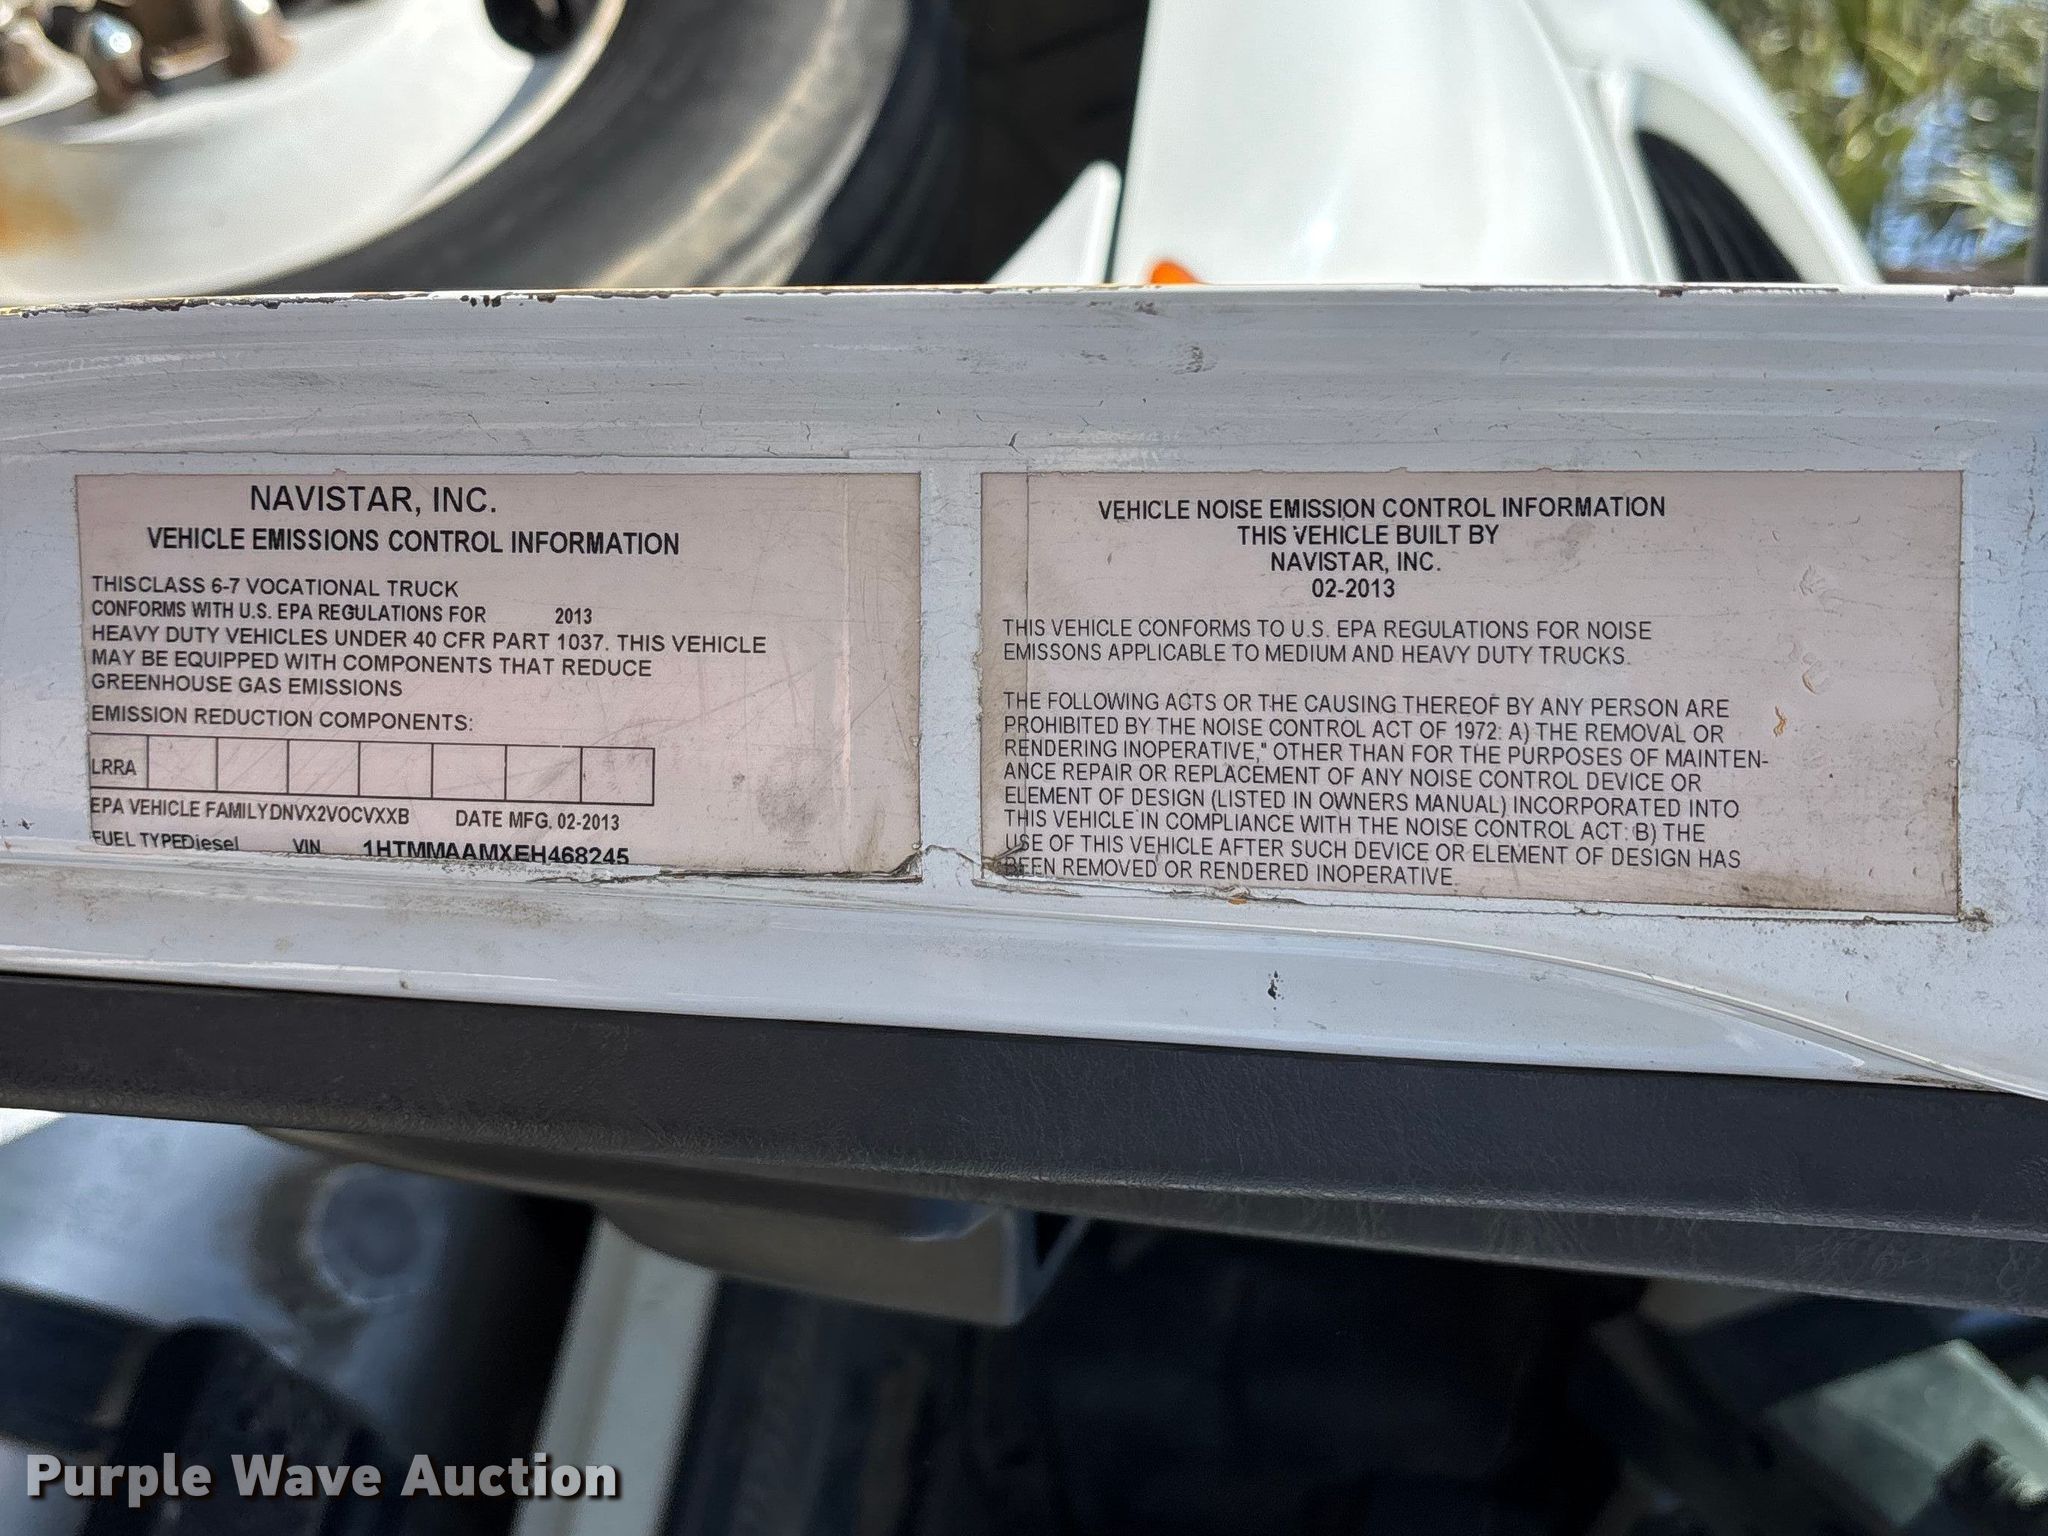 NAVISTAR, INC.
VEHICLE EMISSIONS CONTROL INFORMATION
THISCLASS 6-7 VOCATIONAL TRUCK
CONFORMS WITH U.S. EPA REGULATIONS FOR 2013
HEAVY DUTY VEHICLES UNDER 40 CFR PART 1037. THIS VEHICLE
MAY BE EQUIPPED WITH COMPONENTS THAT REDUCE
GREENHOUSE GAS EMISSIONS
EMISSION REDUCTION COMPONENTS:
LRRA
EPA VEHICLE FAMILYDNVX2VOCVXXB DATE MFG. 02-2013
FUEL TYPEDiesel VIN 1HTMMAAMXEH468245
VEHICLE NOISE EMISSION CONTROL INFORMATION
THIS VEHICLE BUILT BY
NAVISTAR, INC.
02-2013
THIS VEHICLE CONFORMS TO U.S. EPA REGULATIONS FOR NOISE
EMISSONS APPLICABLE TO MEDIUM AND HEAVY DUTY TRUCKS.
THE FOLLOWING ACTS OR THE CAUSING THEREOF BY ANY PERSON ARE
PROHIBITED BY THE NOISE CONTROL ACT OF 1972: A) THE REMOVAL OR
RENDERING INOPERATIVE," OTHER THAN FOR THE PURPOSES OF MAINTEN-
ANCE REPAIR OR REPLACEMENT OF ANY NOISE CONTROL DEVICE OR
ELEMENT OF DESIGN (LISTED IN OWNERS MANUAL) INCORPORATED INTO
THIS VEHICLE IN COMPLIANCE WITH THE NOISE CONTROL ACT: B) THE
USE OF THIS VEHICLE AFTER SUCH DEVICE OR ELEMENT OF DESIGN HAS
BEEN REMOVED OR RENDERED INOPERATIVE.
Purple Wave Auction